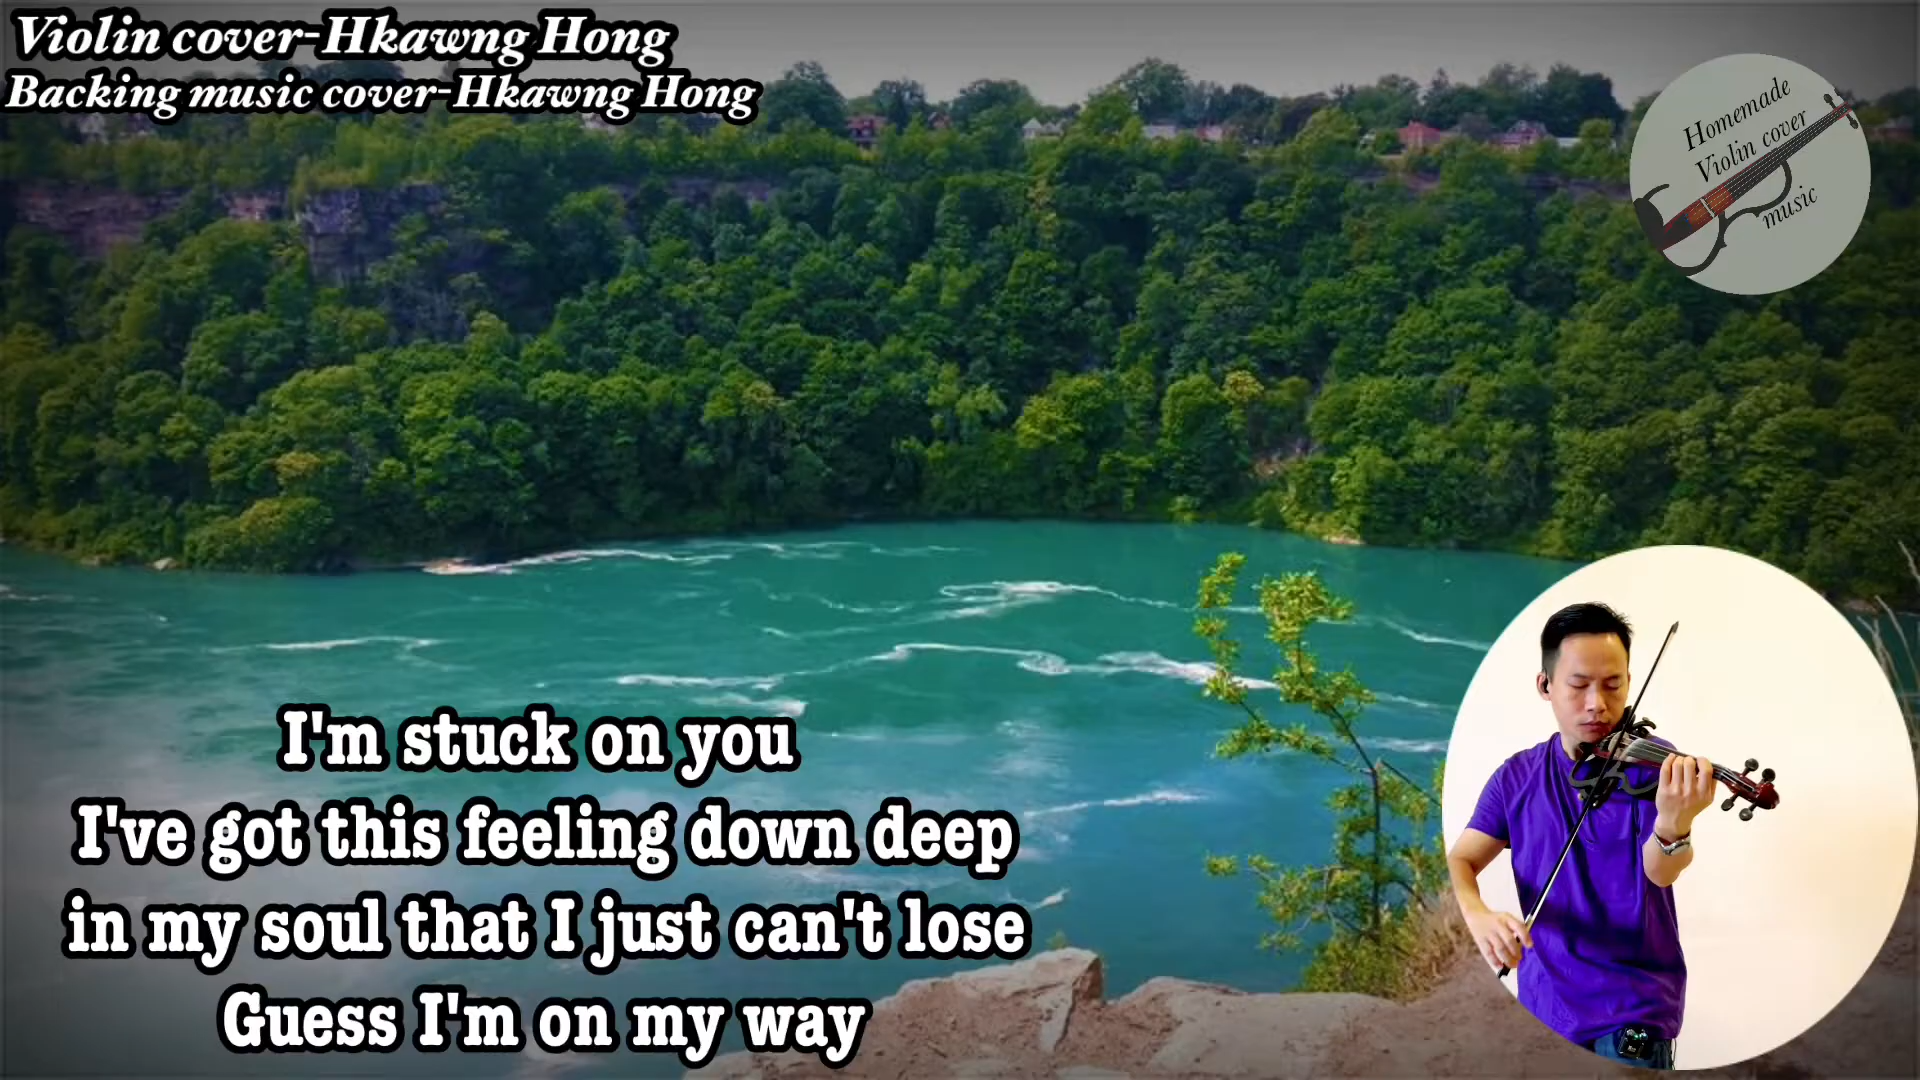 Violin cover-Hkawng Hong
Backing music cover-Hkawng Hong
Homemade
Violin cover
music
I'm stuck on you
I've got this feeling down deep
in my soul that I just can't lose
Guess I'm on my way